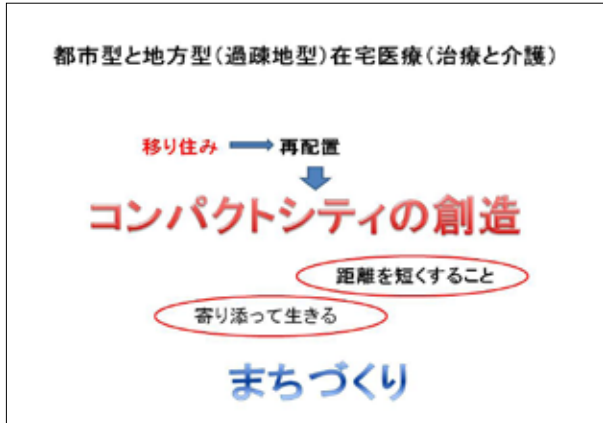 都市型と地方型（過疎地型）在宅医療（治療と介護）
移り住み 再配置
コンパクトシティの創造
距離を短くすること
寄り添って生きる
まちづくり